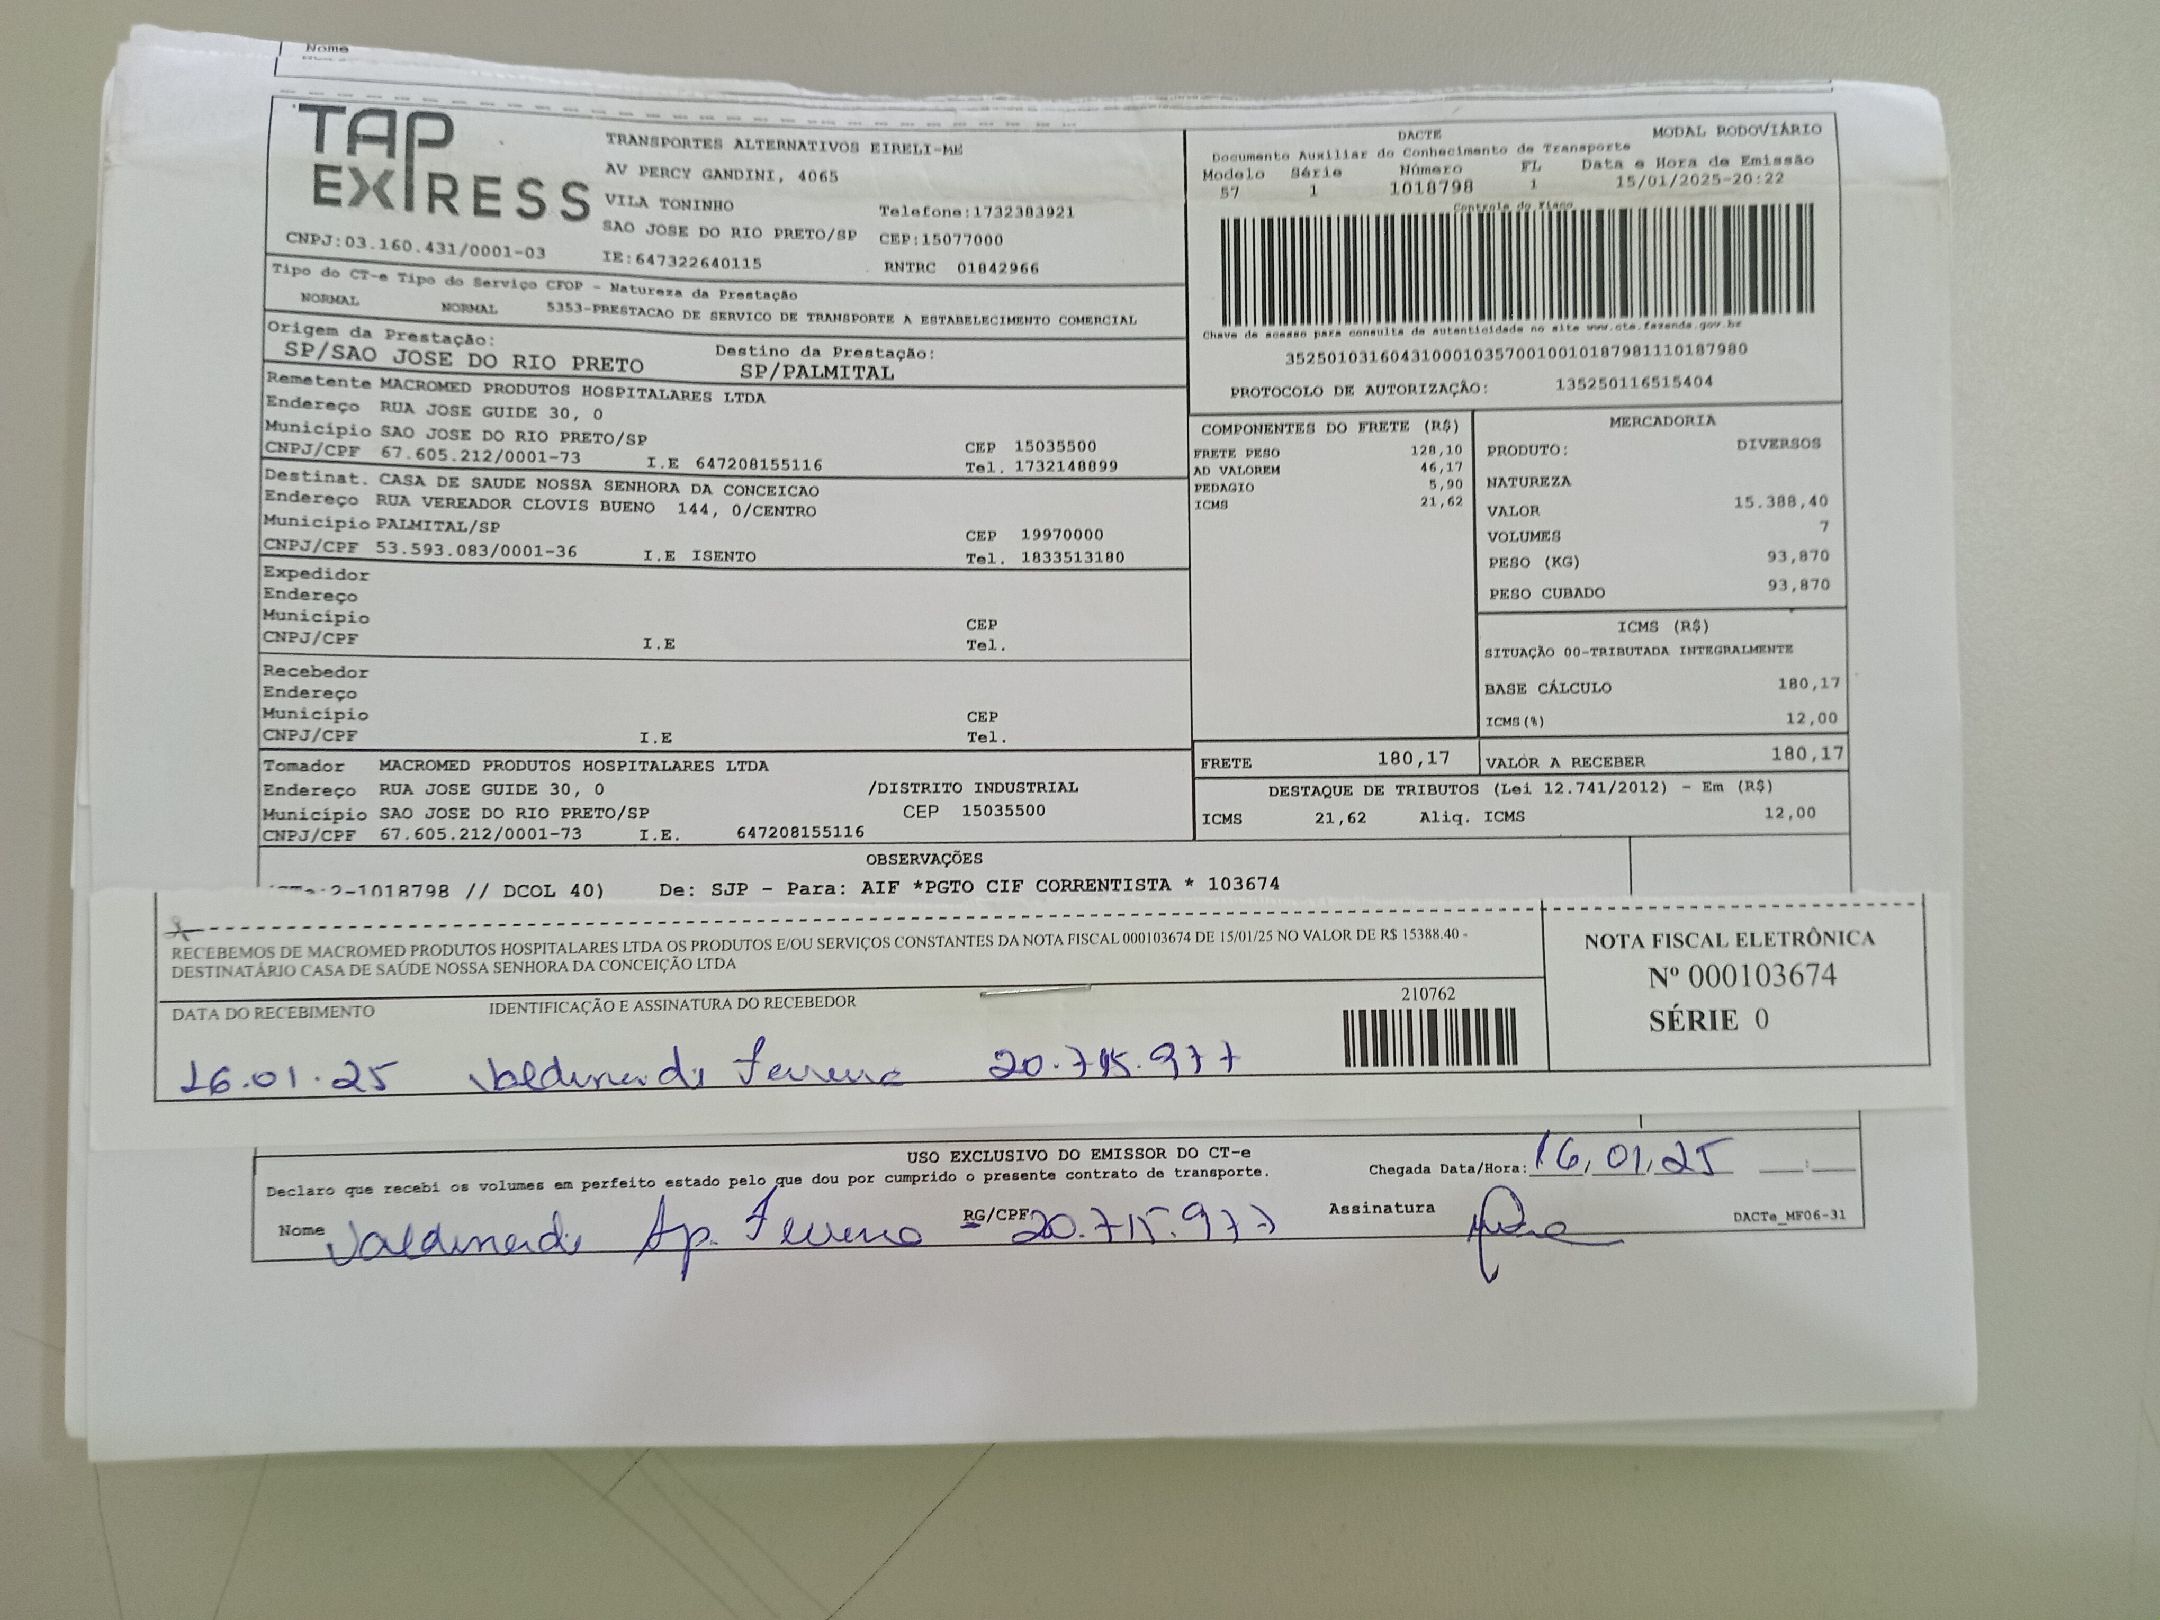 Nome
TAP EXPRESS
CNPJ:03.160.431/0001-03
TRANSPORTES ALTERNATIVOS EIRELI-ME
AV PERCY GANDINI, 4065
VILA TONINHO Telefone:1732383921
SAO JOSE DO RIO PRETO/SP CEP:15077000
IE:647322640115 RNTRC 01842966
DACTE MODAL RODOVIÁRIO
Documento Auxiliar do Conhecimento de Transporte
Modelo Série Número FL Data e Hora de Emissão
57 1 1018798 1 15/01/2025-20:22
Controle do Fisco
Chave de acesso para consulta de autenticidade no site www.cte.fazenda.gov.br
35250103160431000103570010010187981110187980
PROTOCOLO DE AUTORIZAÇÃO: 135250116515404
Tipo do CT-e Tipo do Serviço CFOP - Natureza da Prestação
NORMAL NORMAL 5353-PRESTACAO DE SERVICO DE TRANSPORTE A ESTABELECIMENTO COMERCIAL
Origem da Prestação: Destino da Prestação:
SP/SAO JOSE DO RIO PRETO SP/PALMITAL
Remetente MACROMED PRODUTOS HOSPITALARES LTDA
Endereço RUA JOSE GUIDE 30, 0
Município SAO JOSE DO RIO PRETO/SP CEP 15035500
CNPJ/CPF 67.605.212/0001-73 I.E 647208155116 Tel. 1732148899
Destinat. CASA DE SAUDE NOSSA SENHORA DA CONCEICAO
Endereço RUA VEREADOR CLOVIS BUENO 144, 0/CENTRO
Município PALMITAL/SP CEP 19970000
CNPJ/CPF 53.593.083/0001-36 I.E ISENTO Tel. 1833513180
Expedidor
Endereço
Município CEP
CNPJ/CPF I.E Tel.
Recebedor
Endereço
Município CEP
CNPJ/CPF I.E Tel.
Tomador MACROMED PRODUTOS HOSPITALARES LTDA
Endereço RUA JOSE GUIDE 30, 0 /DISTRITO INDUSTRIAL
Município SAO JOSE DO RIO PRETO/SP CEP 15035500
CNPJ/CPF 67.605.212/0001-73 I.E. 647208155116
COMPONENTES DO FRETE (R$)
FRETE PESO 128,10
AD VALOREM 46,17
PEDAGIO 5,90
ICMS 21,62
MERCADORIA
PRODUTO: DIVERSOS
NATUREZA
VALOR 15.388,40
VOLUMES 7
PESO (KG) 93,870
PESO CUBADO 93,870
ICMS (R$)
SITUAÇÃO 00-TRIBUTADA INTEGRALMENTE
BASE CÁLCULO 180,17
ICMS(%) 12,00
FRETE 180,17 VALOR A RECEBER 180,17
DESTAQUE DE TRIBUTOS (Lei 12.741/2012) - Em (R$)
ICMS 21,62 Aliq. ICMS 12,00
OBSERVAÇÕES
2-1018798 // DCOL 40) De: SJP - Para: AIF *PGTO CIF CORRENTISTA * 103674
RECEBEMOS DE MACROMED PRODUTOS HOSPITALARES LTDA OS PRODUTOS E/OU SERVIÇOS CONSTANTES DA NOTA FISCAL 000103674 DE 15/01/25 NO VALOR DE R$ 15388.40 -
DESTINATÁRIO CASA DE SAÚDE NOSSA SENHORA DA CONCEIÇÃO LTDA
NOTA FISCAL ELETRÔNICA
Nº 000103674
SÉRIE 0
DATA DO RECEBIMENTO IDENTIFICAÇÃO E ASSINATURA DO RECEBEDOR 210762
16.01.25 20.715.977
USO EXCLUSIVO DO EMISSOR DO CT-e
Declaro que recebi os volumes em perfeito estado pelo que dou por cumprido o presente contrato de transporte.
Chegada Data/Hora: 16/01/25 __:__
Nome Ap. RG/CPF 20.715.977 Assinatura
DACTe_MF06-31